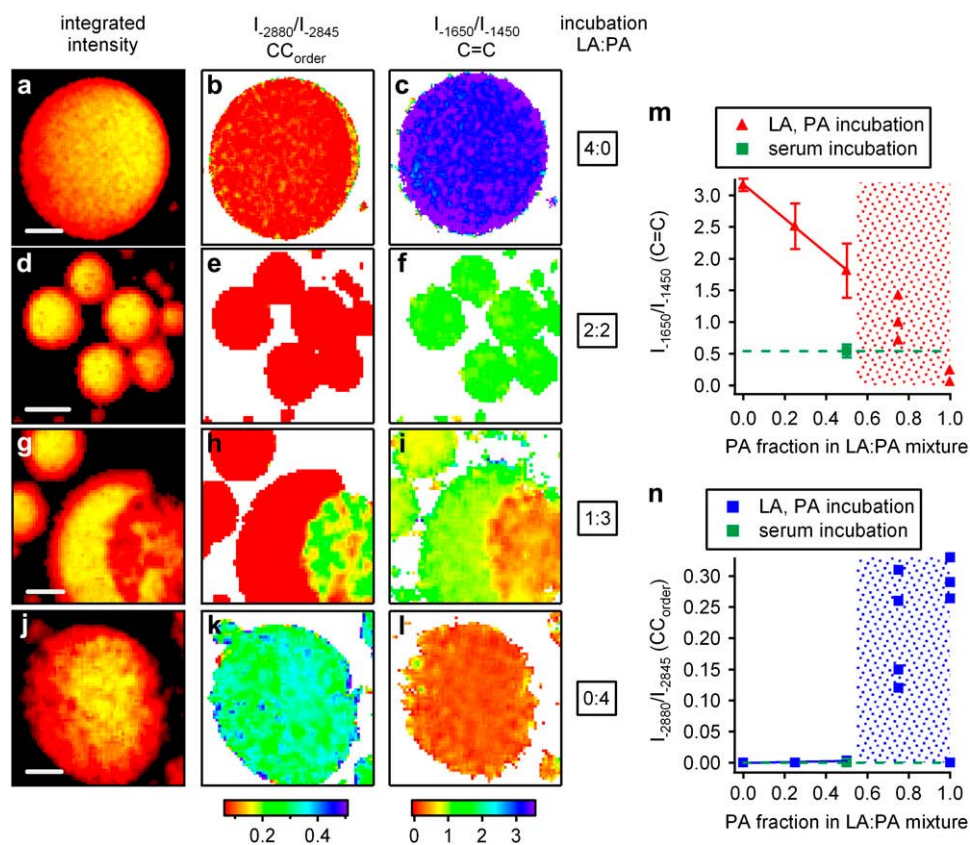 integrated
intensity
I-2880/I-2845
CCorder
I-1650/I-1450
C=C
incubation
LA:PA
a
b
c
4:0
d
e
f
2:2
g
h
i
1:3
j
k
l
0:4
0.2
0.4
0
1
2
3
m
LA, PA incubation
serum incubation
I-1650/I-1450 (C=C)
3.0
2.5
2.0
1.5
1.0
0.5
0.0
0.0 0.2 0.4 0.6 0.8 1.0
PA fraction in LA:PA mixture
n
LA, PA incubation
serum incubation
I-2880/I-2845 (CCorder)
0.30
0.25
0.20
0.15
0.10
0.05
0.00
0.0 0.2 0.4 0.6 0.8 1.0
PA fraction in LA:PA mixture